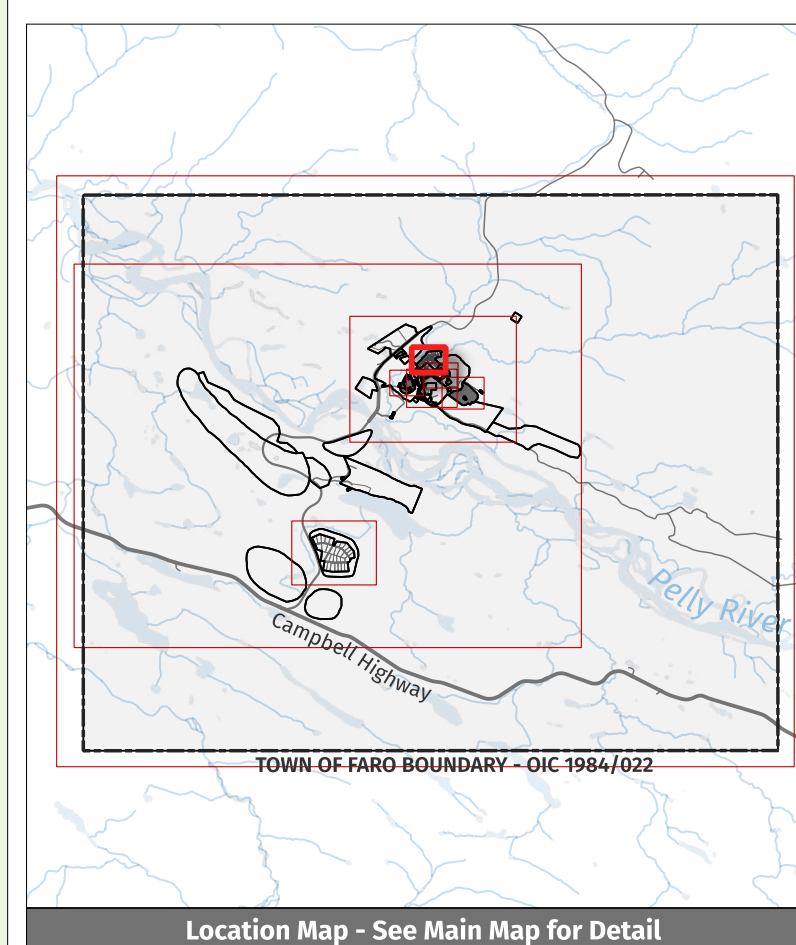 Pelly River
Campbell Highway
TOWN OF FARO BOUNDARY - OIC 1984/022
Location Map - See Main Map for Detail